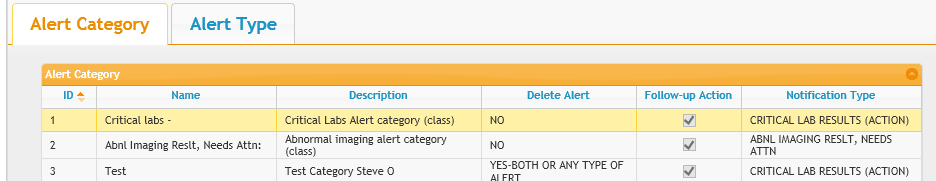 Alert Category Alert Type
Alert Category
ID Name Description Delete Alert Follow-up Action Notification Type
1 Critical labs - Critical Labs Alert category (class) NO CRITICAL LAB RESULTS (ACTION)
2 Abnl Imaging Reslt, Needs Attn: Abnormal imaging alert category (class) NO ABNL IMAGING RESLT, NEEDS ATTN
3 Test Test Category Steve O YES-BOTH OR ANY TYPE OF ALERT CRITICAL LAB RESULTS (ACTION)